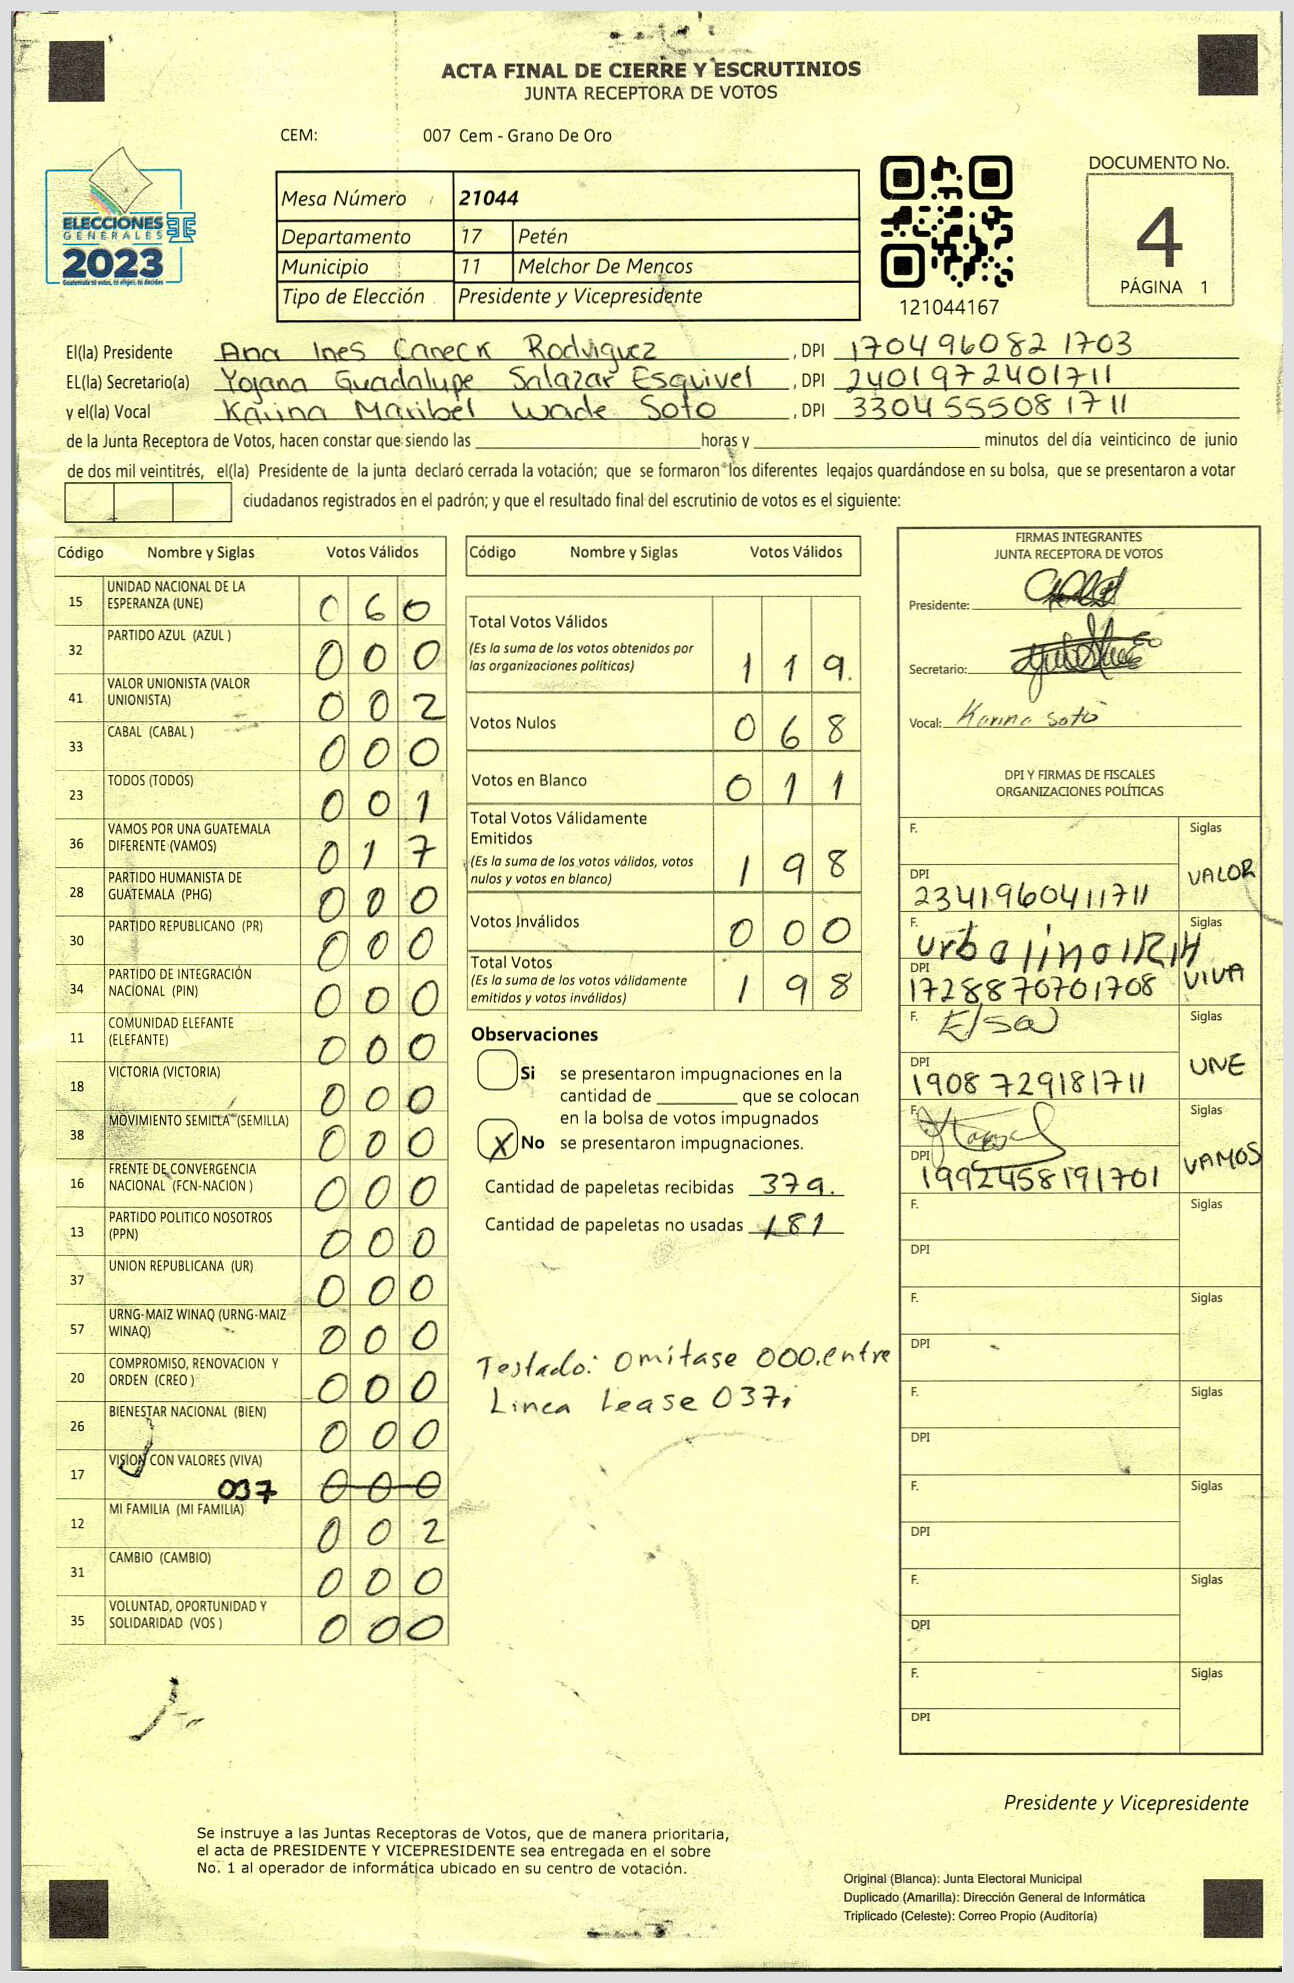 ACTA FINAL DE CIERRE Y ESCRUTINIOS
JUNTA RECEPTORA DE VOTOS
CEM: 007 Cem - Grano De Oro
ELECCIONES
GENERALES
2023
Guatemala tú votas, tú eliges, tú decides
Mesa Número 21044
Departamento 17 Petén
Municipio 11 Melchor De Mencos
Tipo de Elección Presidente y Vicepresidente
121044167
DOCUMENTO No.
4
PÁGINA 1
El(la) Presidente Ana Ines Caneck Rodriguez, DPI 1704960821703
EL(la) Secretario(a) Yojana Guadalupe Salazar Esquivel, DPI 2401972401711
y el(la) Vocal Karina Maribel Wade Soto, DPI 3304555081711
de la Junta Receptora de Votos, hacen constar que siendo las horas y minutos del día veinticinco de junio
de dos mil veintitrés, el(la) Presidente de la junta declaró cerrada la votación; que se formaron los diferentes legajos quardándose en su bolsa, que se presentaron a votar
ciudadanos registrados en el padrón; y que el resultado final del escrutinio de votos es el siguiente:
Código Nombre y Siglas Votos Válidos
15 UNIDAD NACIONAL DE LA ESPERANZA (UNE) 0 6 0
32 PARTIDO AZUL (AZUL ) 0 0 0
41 VALOR UNIONISTA (VALOR UNIONISTA) 0 0 2
33 CABAL (CABAL ) 0 0 0
23 TODOS (TODOS) 0 0 1
36 VAMOS POR UNA GUATEMALA DIFERENTE (VAMOS) 0 1 7
28 PARTIDO HUMANISTA DE GUATEMALA (PHG) 0 0 0
30 PARTIDO REPUBLICANO (PR) 0 0 0
34 PARTIDO DE INTEGRACIÓN NACIONAL (PIN) 0 0 0
11 COMUNIDAD ELEFANTE (ELEFANTE) 0 0 0
18 VICTORIA (VICTORIA) 0 0 0
38 MOVIMIENTO SEMILLA (SEMILLA) 0 0 0
16 FRENTE DE CONVERGENCIA NACIONAL (FCN-NACION ) 0 0 0
13 PARTIDO POLITICO NOSOTROS (PPN) 0 0 0
37 UNION REPUBLICANA (UR) 0 0 0
57 URNG-MAIZ WINAQ (URNG-MAIZ WINAQ) 0 0 0
20 COMPROMISO, RENOVACION Y ORDEN (CREO ) 0 0 0
26 BIENESTAR NACIONAL (BIEN) 0 0 0
17 VISION CON VALORES (VIVA) 037 0 0 0
12 MI FAMILIA (MI FAMILIA) 0 0 2
31 CAMBIO (CAMBIO) 0 0 0
35 VOLUNTAD, OPORTUNIDAD Y SOLIDARIDAD (VOS ) 0 0 0
Código Nombre y Siglas Votos Válidos
Total Votos Válidos
(Es la suma de los votos obtenidos por
las organizaciones políticas) 1 1 9.
Votos Nulos 0 6 8
Votos en Blanco 0 1 1
Total Votos Válidamente
Emitidos
(Es la suma de los votos válidos, votos
nulos y votos en blanco) 1 9 8
Votos Inválidos 0 0 0
Total Votos
(Es la suma de los votos válidamente
emitidos y votos inválidos) 1 9 8
Observaciones
Si se presentaron impugnaciones en la
cantidad de que se colocan
en la bolsa de votos impugnados
X No se presentaron impugnaciones.
Cantidad de papeletas recibidas 379.
Cantidad de papeletas no usadas 181
Testado: Omitase 000. entre
Linea Lease 037;
FIRMAS INTEGRANTES
JUNTA RECEPTORA DE VOTOS
Presidente:
Secretario:
Vocal: Karina Soto
DPI Y FIRMAS DE FISCALES
ORGANIZACIONES POLÍTICAS
F. Siglas
DPI 2341960411711 VALOR
F. Siglas
DPI 1728870701708 VIVA
F. Elsa Siglas
DPI 1908729181711 UNE
F. Siglas
DPI 1992458191701 VAMOS
F. Siglas
DPI
F. Siglas
DPI
F. Siglas
DPI
F. Siglas
DPI
F. Siglas
DPI
F. Siglas
DPI
Presidente y Vicepresidente
Se instruye a las Juntas Receptoras de Votos, que de manera prioritaria,
el acta de PRESIDENTE Y VICEPRESIDENTE sea entregada en el sobre
No. 1 al operador de informática ubicado en su centro de votación.
Original (Blanca): Junta Electoral Municipal
Duplicado (Amarilla): Dirección General de Informática
Triplicado (Celeste): Correo Propio (Auditoría)